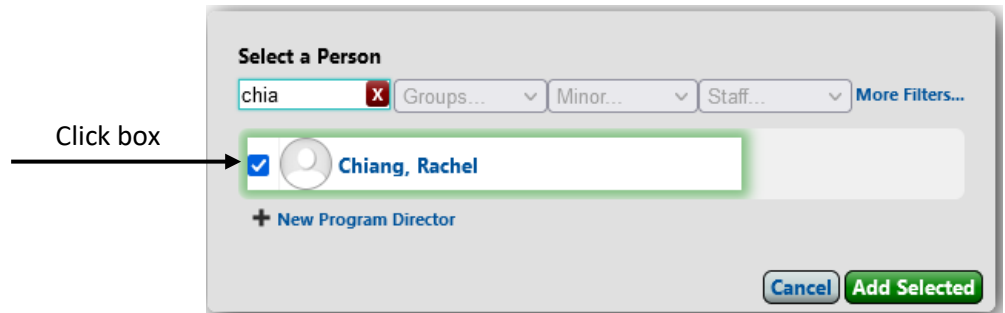 Select a Person
chia X Groups... Minor... Staff... More Filters...
Click box
Chiang, Rachel
+ New Program Director
Cancel Add Selected